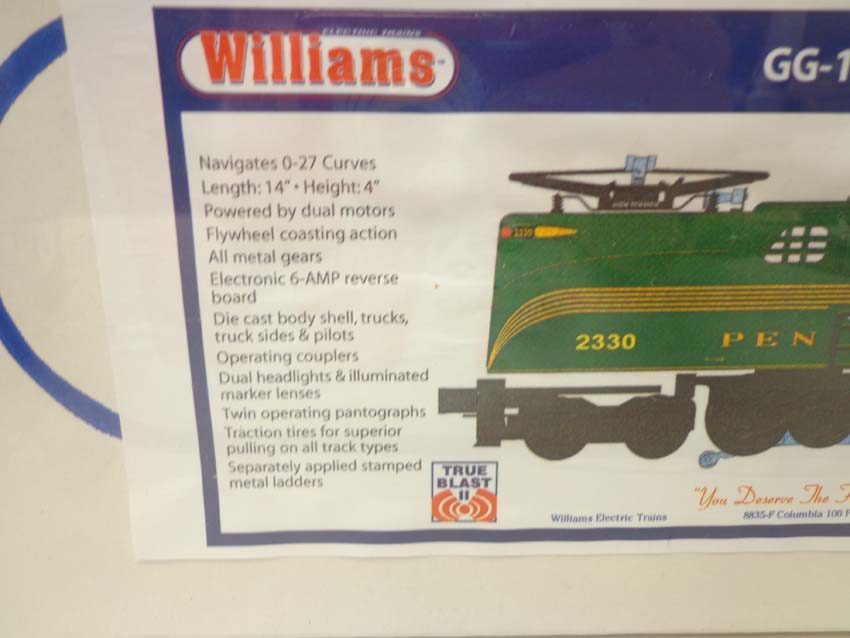 ELECTRIC TRAINS
Williams™
GG-1
Navigates 0-27 Curves
Length: 14" • Height: 4"
Powered by dual motors
Flywheel coasting action
All metal gears
Electronic 6-AMP reverse
board
Die cast body shell, trucks,
truck sides & pilots
Operating couplers
Dual headlights & illuminated
marker lenses
Twin operating pantographs
Traction tires for superior
pulling on all track types
Separately applied stamped
metal ladders
2330
2330
PEN
TRUE
BLAST
II
Williams Electric Trains
"You Deserve The
8835-F Columbia 100